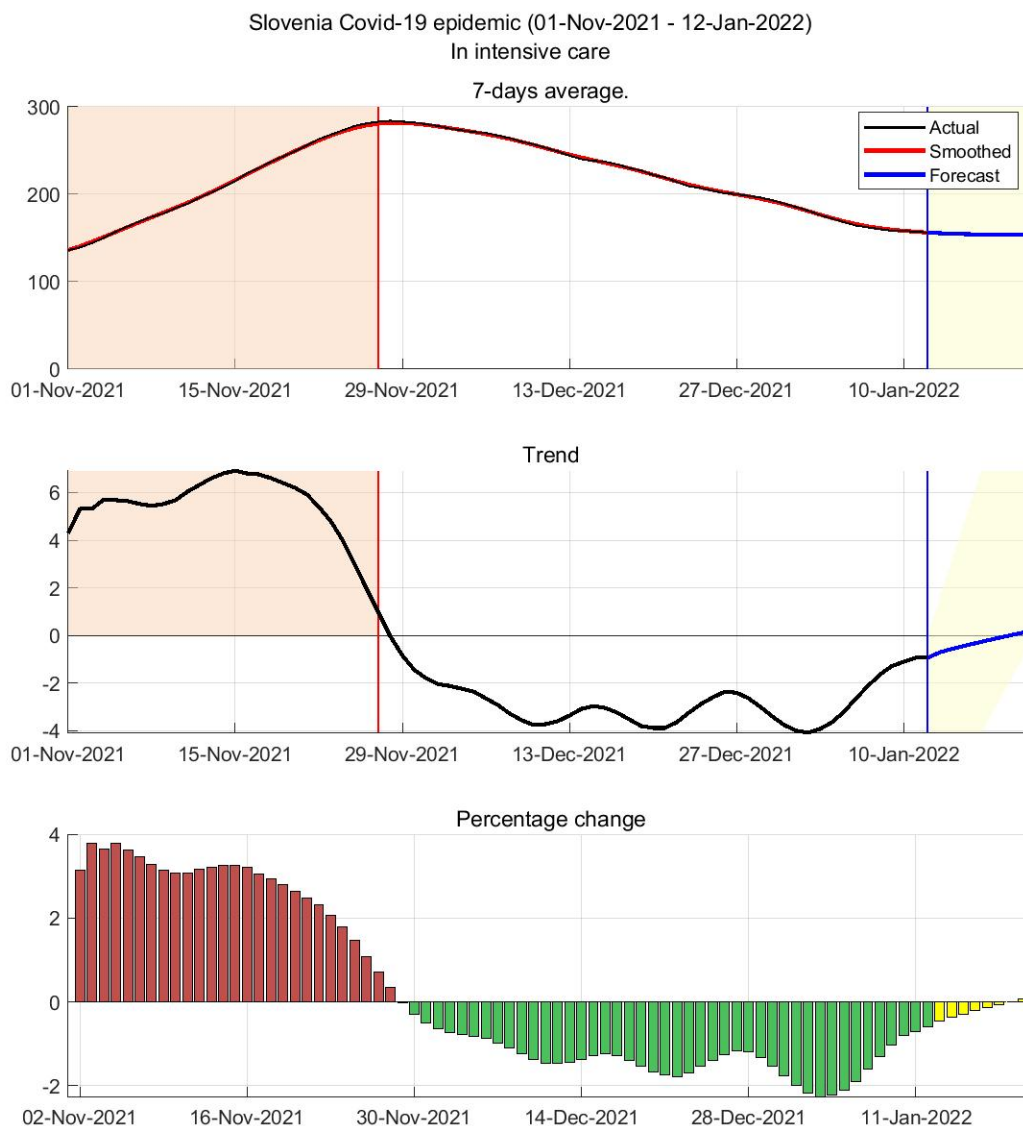 Slovenia Covid-19 epidemic (01-Nov-2021 - 12-Jan-2022)
In intensive care
7-days average.
300
200
100
0
Actual
Smoothed
Forecast
01-Nov-2021 15-Nov-2021 29-Nov-2021 13-Dec-2021 27-Dec-2021 10-Jan-2022
Trend
6
4
2
0
-2
-4
01-Nov-2021 15-Nov-2021 29-Nov-2021 13-Dec-2021 27-Dec-2021 10-Jan-2022
Percentage change
4
2
0
-2
02-Nov-2021 16-Nov-2021 30-Nov-2021 14-Dec-2021 28-Dec-2021 11-Jan-2022